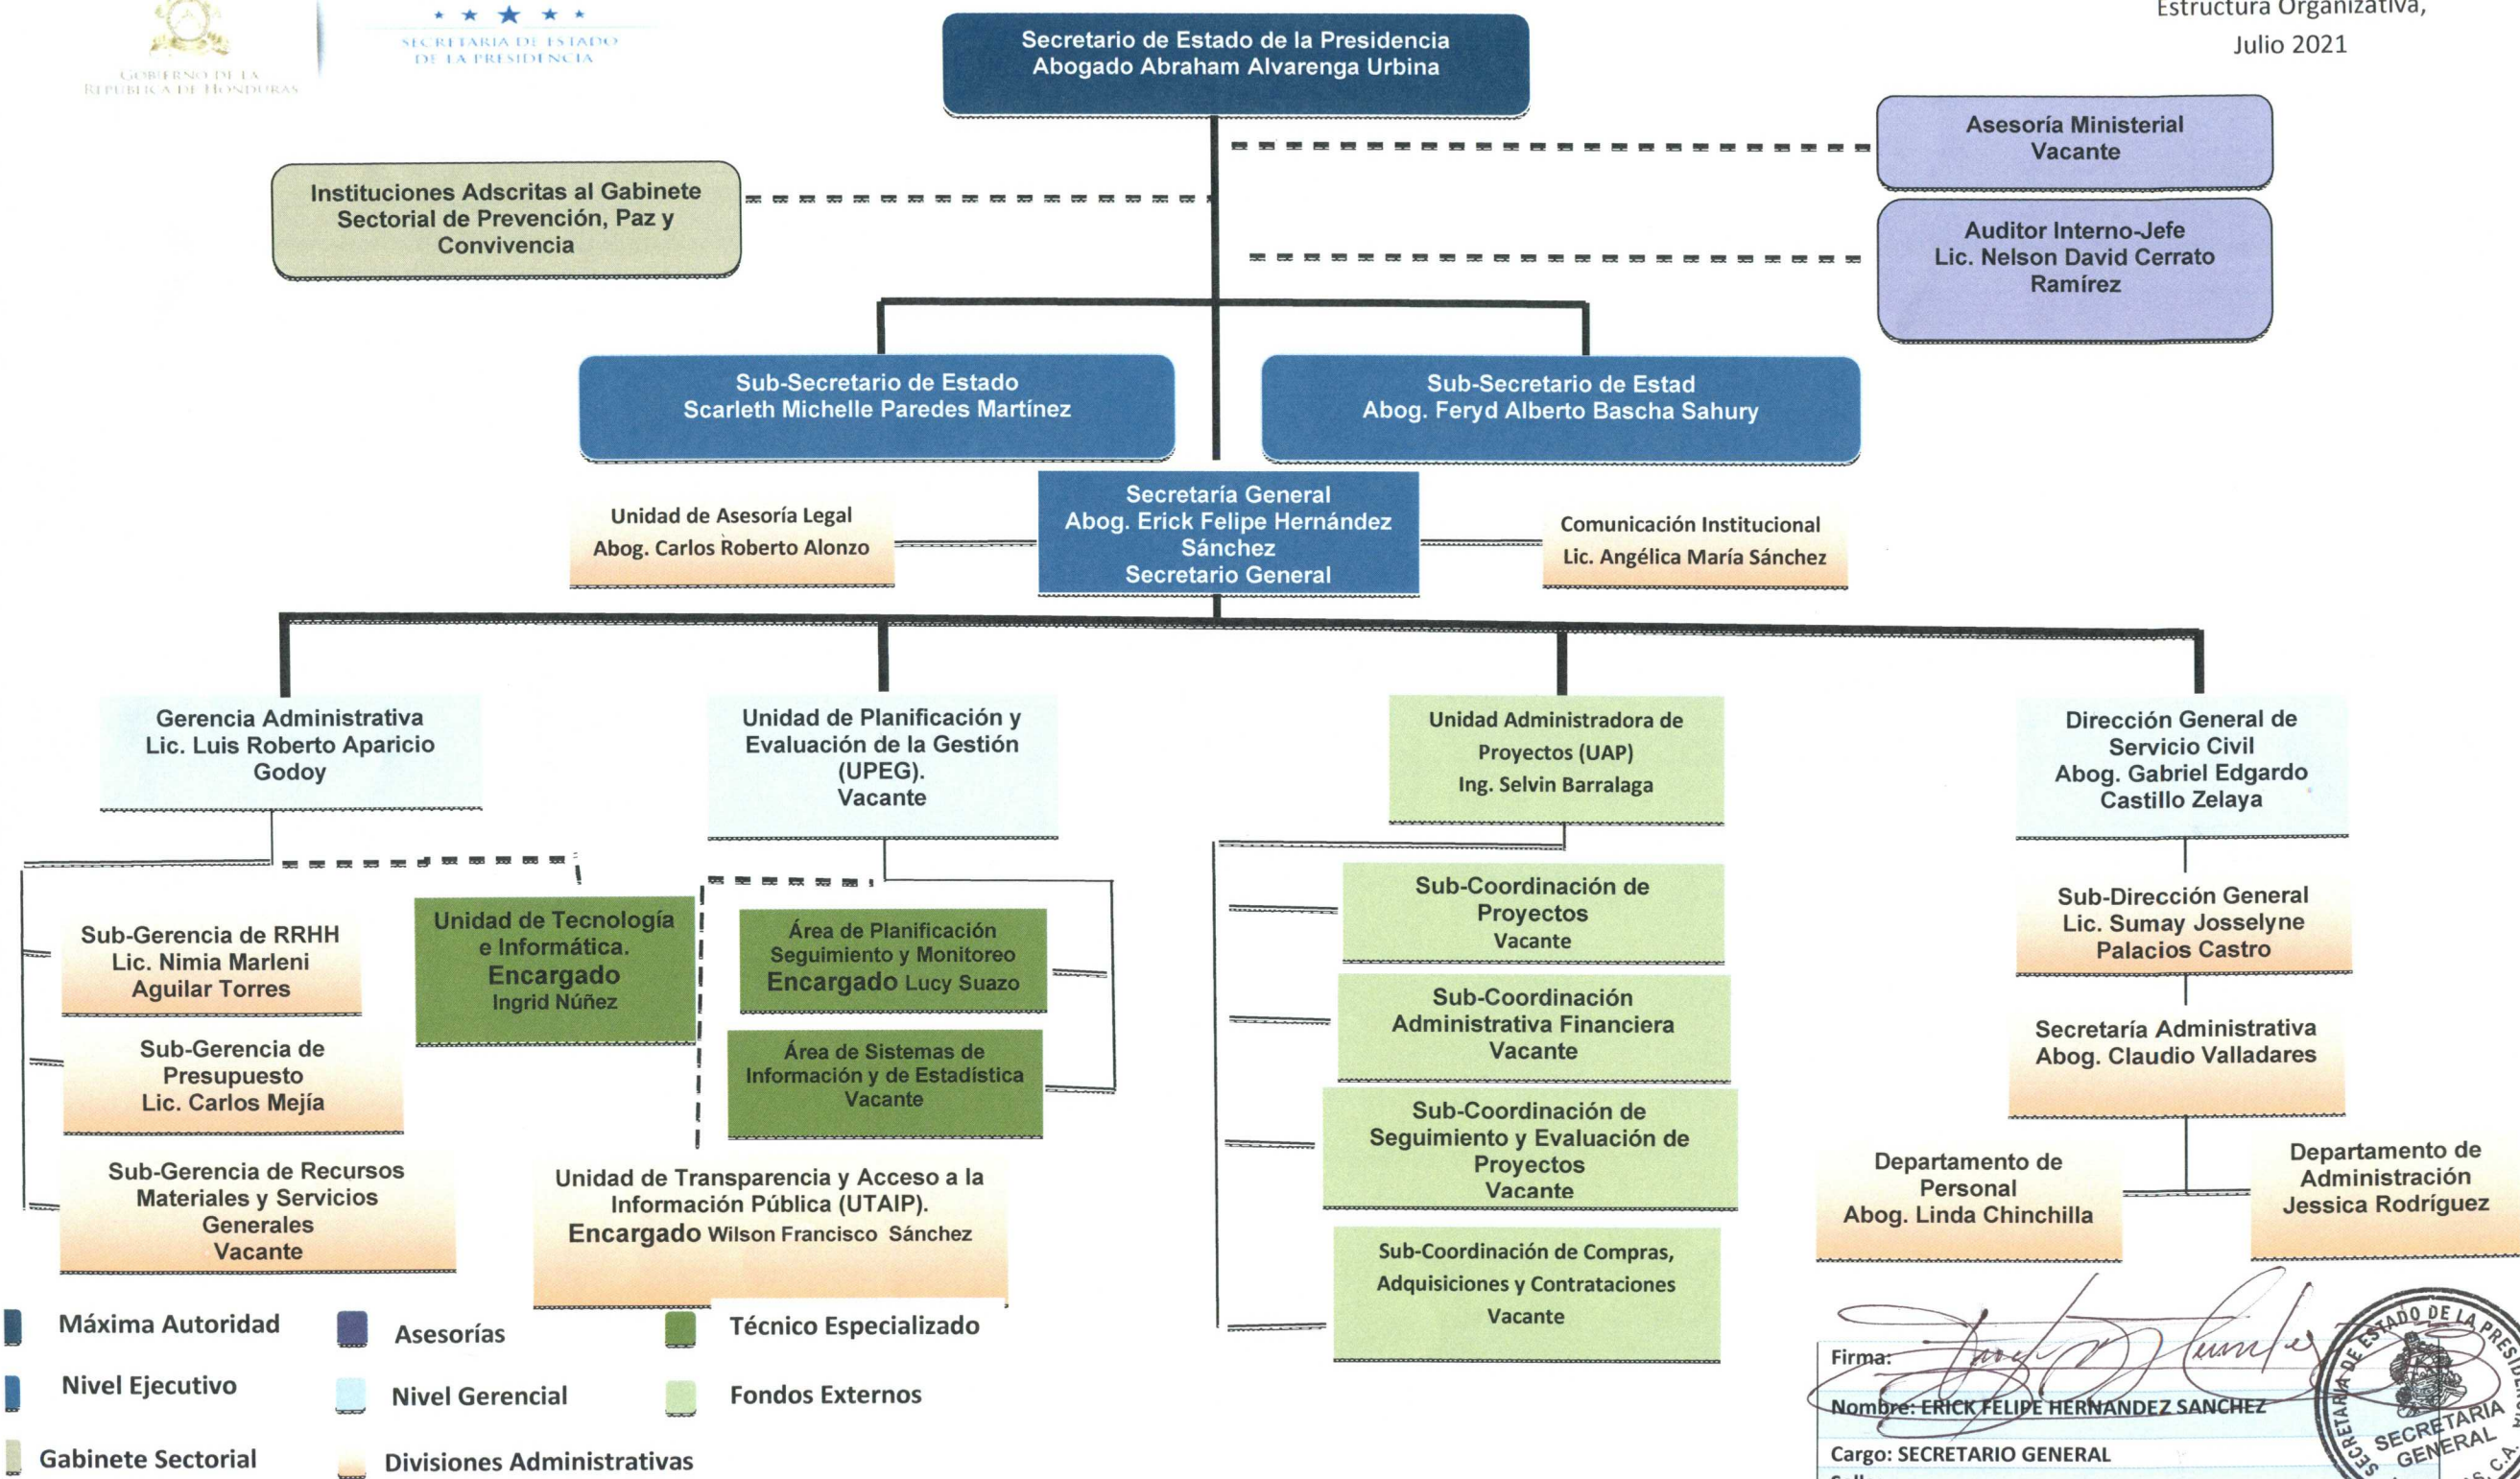 GOBIERNO DE LA
REPÚBLICA DE HONDURAS
SECRETARIA DE ESTADO
DE LA PRESIDENCIA
Estructura Organizativa,
Julio 2021
Secretario de Estado de la Presidencia
Abogado Abraham Alvarenga Urbina
Asesoría Ministerial
Vacante
Instituciones Adscritas al Gabinete
Sectorial de Prevención, Paz y
Convivencia
Auditor Interno-Jefe
Lic. Nelson David Cerrato
Ramírez
Sub-Secretario de Estado
Scarleth Michelle Paredes Martínez
Sub-Secretario de Estad
Abog. Feryd Alberto Bascha Sahury
Unidad de Asesoría Legal
Abog. Carlos Roberto Alonzo
Secretaría General
Abog. Erick Felipe Hernández
Sánchez
Secretario General
Comunicación Institucional
Lic. Angélica María Sánchez
Gerencia Administrativa
Lic. Luis Roberto Aparicio
Godoy
Unidad de Planificación y
Evaluación de la Gestión
(UPEG).
Vacante
Unidad Administradora de
Proyectos (UAP)
Ing. Selvin Barralaga
Dirección General de
Servicio Civil
Abog. Gabriel Edgardo
Castillo Zelaya
Sub-Gerencia de RRHH
Lic. Nimia Marleni
Aguilar Torres
Unidad de Tecnología
e Informática.
Encargado
Ingrid Núñez
Área de Planificación
Seguimiento y Monitoreo
Encargado Lucy Suazo
Sub-Coordinación de
Proyectos
Vacante
Sub-Dirección General
Lic. Sumay Josselyne
Palacios Castro
Sub-Gerencia de
Presupuesto
Lic. Carlos Mejía
Área de Sistemas de
Información y de Estadística
Vacante
Sub-Coordinación
Administrativa Financiera
Vacante
Secretaría Administrativa
Abog. Claudio Valladares
Sub-Gerencia de Recursos
Materiales y Servicios
Generales
Vacante
Unidad de Transparencia y Acceso a la
Información Pública (UTAIP).
Encargado Wilson Francisco Sánchez
Sub-Coordinación de
Seguimiento y Evaluación de
Proyectos
Vacante
Departamento de
Personal
Abog. Linda Chinchilla
Departamento de
Administración
Jessica Rodríguez
Sub-Coordinación de Compras,
Adquisiciones y Contrataciones
Vacante
Máxima Autoridad
Asesorías
Técnico Especializado
Nivel Ejecutivo
Nivel Gerencial
Fondos Externos
Gabinete Sectorial
Divisiones Administrativas
Firma:
Nombre: ERICK FELIPE HERNANDEZ SANCHEZ
Cargo: SECRETARIO GENERAL
SECRETARIA DE ESTADO DE LA
SECRETARIA
GENERAL